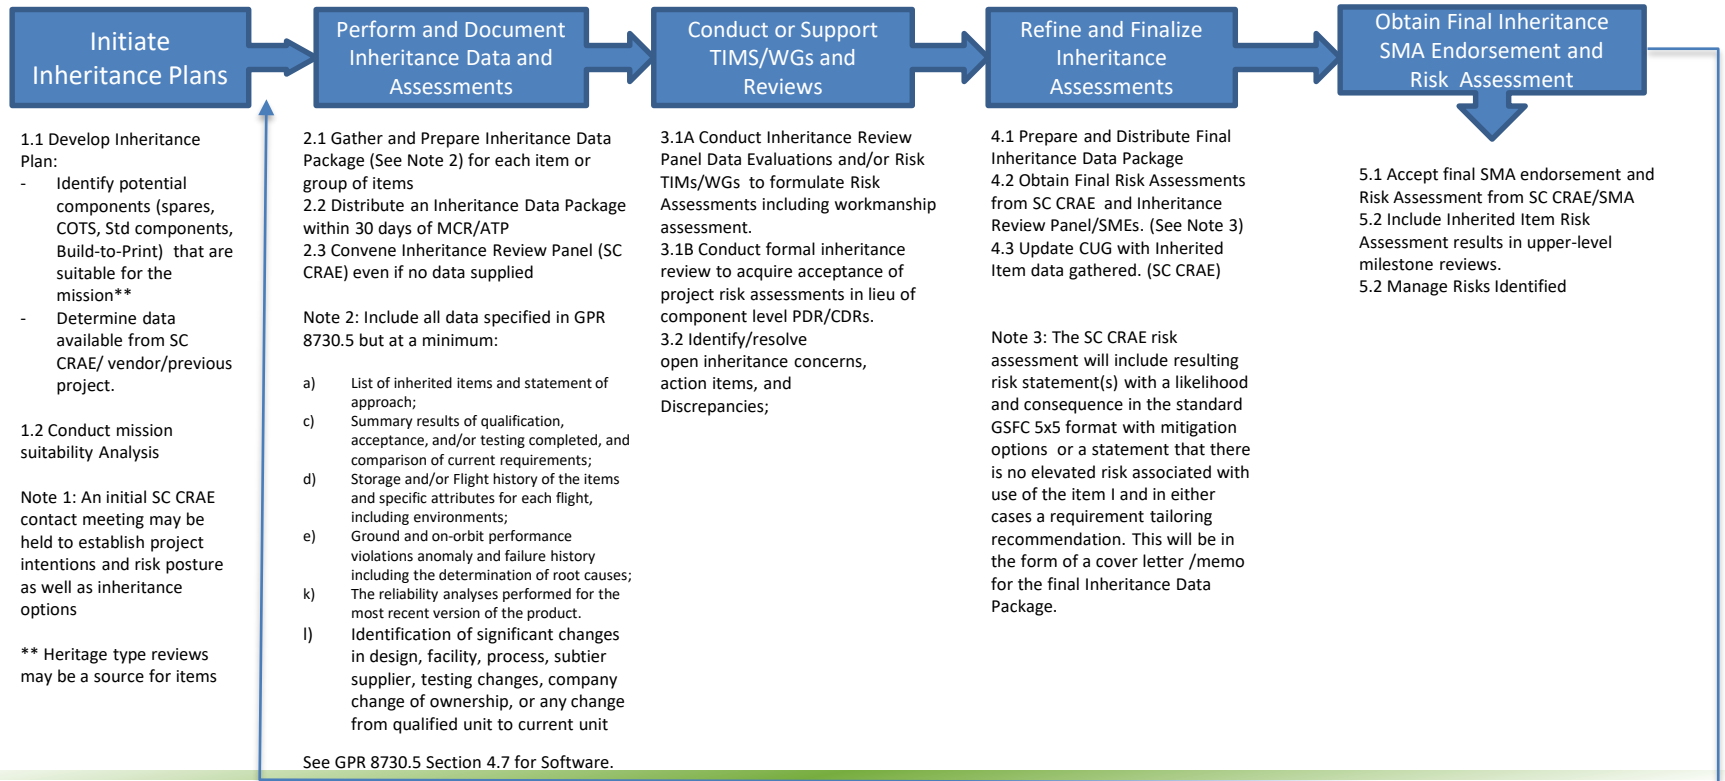 Initiate
Inheritance Plans
Perform and Document
Inheritance Data and
Assessments
Conduct or Support
TIMS/WGs and
Reviews
Refine and Finalize
Inheritance
Assessments
Obtain Final Inheritance
SMA Endorsement and
Risk Assessment
1.1 Develop Inheritance
Plan:
- Identify potential
components (spares,
COTS, Std components,
Build-to-Print) that are
suitable for the
mission**
- Determine data
available from SC
CRAE/ vendor/previous
project.
1.2 Conduct mission
suitability Analysis
Note 1: An initial SC CRAE
contact meeting may be
held to establish project
intentions and risk posture
as well as inheritance
options
** Heritage type reviews
may be a source for items
2.1 Gather and Prepare Inheritance Data
Package (See Note 2) for each item or
group of items
2.2 Distribute an Inheritance Data Package
within 30 days of MCR/ATP
2.3 Convene Inheritance Review Panel (SC
CRAE) even if no data supplied
Note 2: Include all data specified in GPR
8730.5 but at a minimum:
a) List of inherited items and statement of
approach;
c) Summary results of qualification,
acceptance, and/or testing completed, and
comparison of current requirements;
d) Storage and/or Flight history of the items
and specific attributes for each flight,
including environments;
e) Ground and on-orbit performance
violations anomaly and failure history
including the determination of root causes;
k) The reliability analyses performed for the
most recent version of the product.
l) Identification of significant changes
in design, facility, process, subtier
supplier, testing changes, company
change of ownership, or any change
from qualified unit to current unit
See GPR 8730.5 Section 4.7 for Software.
3.1A Conduct Inheritance Review
Panel Data Evaluations and/or Risk
TIMs/WGs to formulate Risk
Assessments including workmanship
assessment.
3.1B Conduct formal inheritance
review to acquire acceptance of
project risk assessments in lieu of
component level PDR/CDRs.
3.2 Identify/resolve
open inheritance concerns,
action items, and
Discrepancies;
4.1 Prepare and Distribute Final
Inheritance Data Package
4.2 Obtain Final Risk Assessments
from SC CRAE and Inheritance
Review Panel/SMEs. (See Note 3)
4.3 Update CUG with Inherited
Item data gathered. (SC CRAE)
Note 3: The SC CRAE risk
assessment will include resulting
risk statement(s) with a likelihood
and consequence in the standard
GSFC 5x5 format with mitigation
options or a statement that there
is no elevated risk associated with
use of the item I and in either
cases a requirement tailoring
recommendation. This will be in
the form of a cover letter /memo
for the final Inheritance Data
Package.
5.1 Accept final SMA endorsement and
Risk Assessment from SC CRAE/SMA
5.2 Include Inherited Item Risk
Assessment results in upper-level
milestone reviews.
5.2 Manage Risks Identified